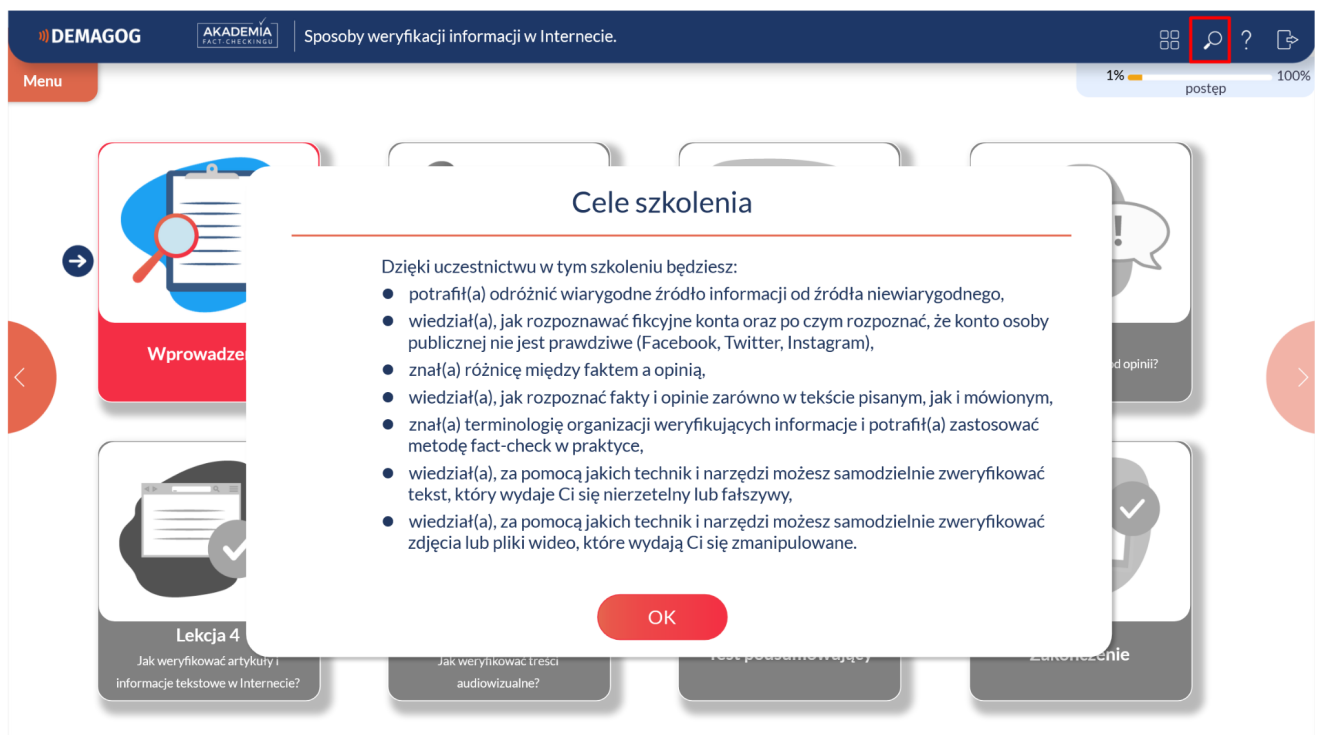 DEMAGOG
AKADEMIA
FACT-CHECKINGU
Sposoby weryfikacji informacji w Internecie.
?
Menu
1%
100%
postęp
Cele szkolenia
Dzięki uczestnictwu w tym szkoleniu będziesz:
● potrafił(a) odróżnić wiarygodne źródło informacji od źródła niewiarygodnego,
● wiedział(a), jak rozpoznawać fikcyjne konta oraz po czym rozpoznać, że konto osoby
publicznej nie jest prawdziwe (Facebook, Twitter, Instagram),
● znał(a) różnicę między faktem a opinią,
● wiedział(a), jak rozpoznać fakty i opinie zarówno w tekście pisanym, jak i mówionym,
● znał(a) terminologię organizacji weryfikujących informacje i potrafił(a) zastosować
metodę fact-check w praktyce,
● wiedział(a), za pomocą jakich technik i narzędzi możesz samodzielnie zweryfikować
tekst, który wydaje Ci się nierzetelny lub fałszywy,
● wiedział(a), za pomocą jakich technik i narzędzi możesz samodzielnie zweryfikować
zdjęcia lub pliki wideo, które wydają Ci się zmanipulowane.
OK
Wprowadze
od opinii?
Lekcja 4
Jak weryfikować artykuły i
informacje tekstowe w Internecie?
Jak weryfikować treści
audiowizualne?
Test podsumowujący
Zakończenie